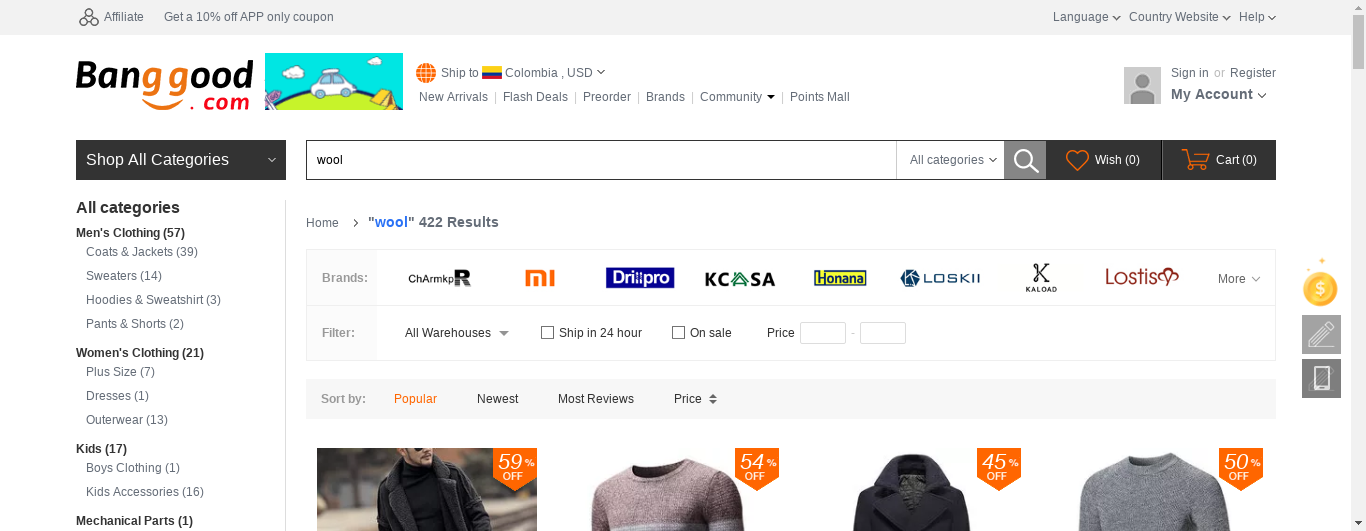 Affiliate Get a 10% off APP only coupon Language Country Website Help
Banggood.com
Ship to Colombia , USD
Sign in or Register
New Arrivals Flash Deals Preorder Brands Community Points Mall
My Account
Shop All Categories wool All categories Wish (0) Cart (0)
All categories
Home "wool" 422 Results
Men's Clothing (57)
Coats & Jackets (39)
Sweaters (14)
Hoodies & Sweatshirt (3)
Pants & Shorts (2)
Women's Clothing (21)
Plus Size (7)
Dresses (1)
Outerwear (13)
Kids (17)
Boys Clothing (1)
Kids Accessories (16)
Mechanical Parts (1)
Brands: ChArmkpR MI Drillpro KCASA Honana LOSKII KALOAD Lostisy More
Filter: All Warehouses Ship in 24 hour On sale Price -
Sort by: Popular Newest Most Reviews Price
59% OFF 54% OFF 45% OFF 50% OFF